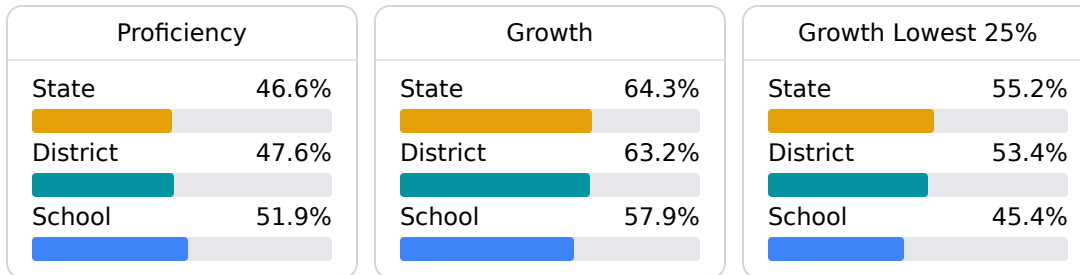 Proficiency
State 46.6%
District 47.6%
School 51.9%
Growth
State 64.3%
District 63.2%
School 57.9%
Growth Lowest 25%
State 55.2%
District 53.4%
School 45.4%